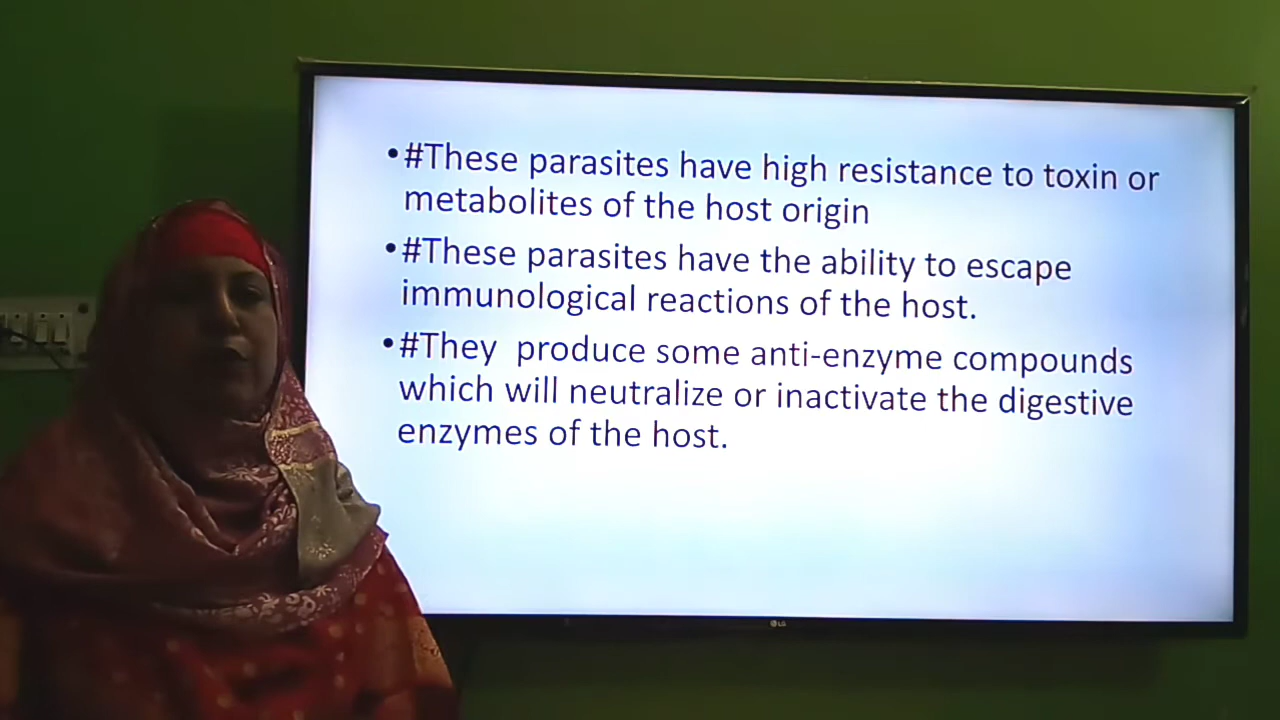 •#These parasites have high resistance to toxin or
metabolites of the host origin
•#These parasites have the ability to escape
immunological reactions of the host.
•#They  produce some anti-enzyme compounds
which will neutralize or inactivate the digestive
enzymes of the host.
LG